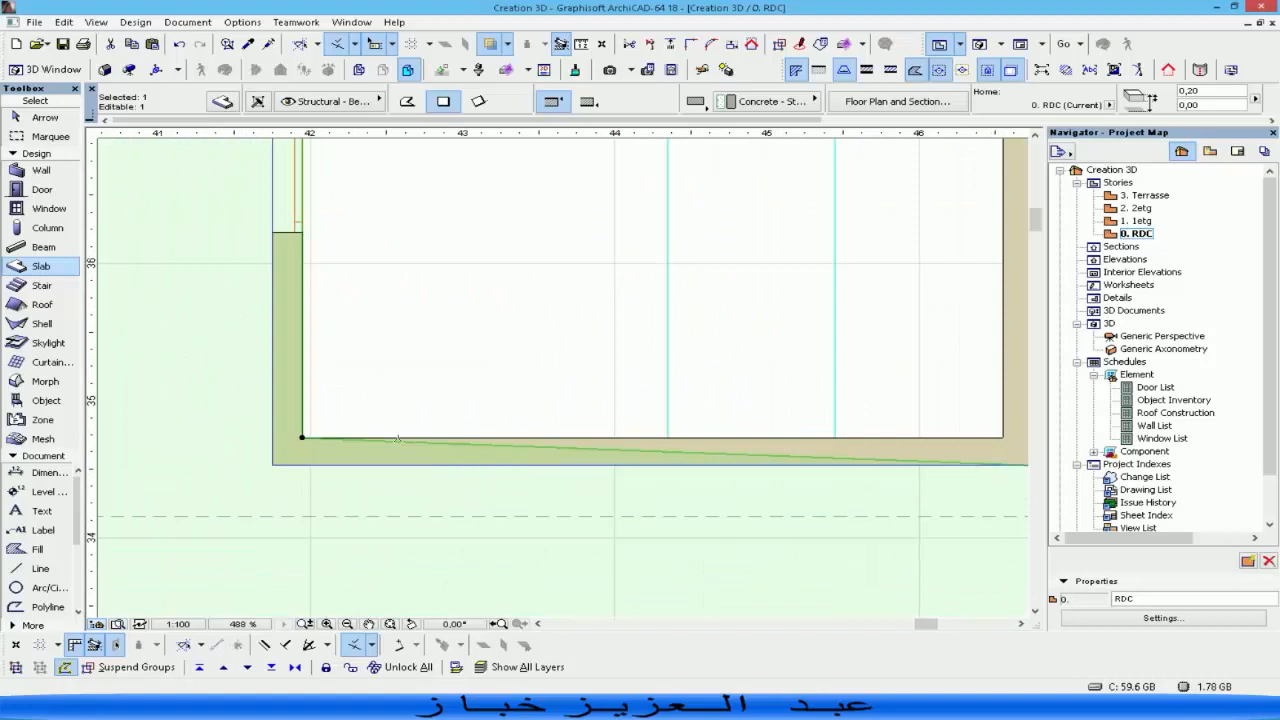 Creation 3D - Graphisoft ArchiCAD-64 18 - [Creation 3D / 0. RDC]
File Edit View Design Document Options Teamwork Window Help
Go
3D Window
Toolbox
Select
Arrow
Marquee
Design
Wall
Door
Window
Column
Beam
Slab
Stair
Roof
Shell
Skylight
Curtain...
Morph
Object
Zone
Mesh
Document
Dimen...
Level ...
Text
Label
Fill
Line
Arc/Ci...
Polyline
More
Selected: 1
Editable: 1
Structural - Be...
Concrete - St...
Floor Plan and Section...
Home:
0. RDC (Current)
0,20
0,00
41 42 43 44 45 46
36
35
34
1:100 488 % 0,00°
Navigator - Project Map
Creation 3D
Stories
3. Terrasse
2. 2etg
1. 1etg
0. RDC
Sections
Elevations
Interior Elevations
Worksheets
Details
3D Documents
3D
Generic Perspective
Generic Axonometry
Schedules
Element
Door List
Object Inventory
Roof Construction
Wall List
Window List
Component
Project Indexes
Change List
Drawing List
Issue History
Sheet Index
View List
Properties
0. RDC
Settings...
Suspend Groups Unlock All Show All Layers
C: 59.6 GB 1.78 GB
عبد العزيز خباز